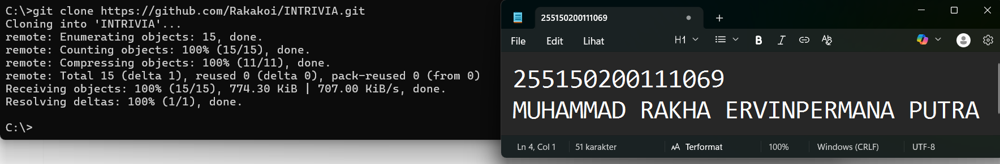 C:\>git clone https://github.com/Rakakoi/INTRIVIA.git
Cloning into 'INTRIVIA'...
remote: Enumerating objects: 15, done.
remote: Counting objects: 100% (15/15), done.
remote: Compressing objects: 100% (11/11), done.
remote: Total 15 (delta 1), reused 0 (delta 0), pack-reused 0 (from 0)
Receiving objects: 100% (15/15), 774.30 KiB | 707.00 KiB/s, done.
Resolving deltas: 100% (1/1), done.
C:\>
255150200111069
File Edit Lihat H1 B I
255150200111069
MUHAMMAD RAKHA ERVINPERMANA PUTRA
Ln 4, Col 1 51 karakter Terformat 100% Windows (CRLF) UTF-8